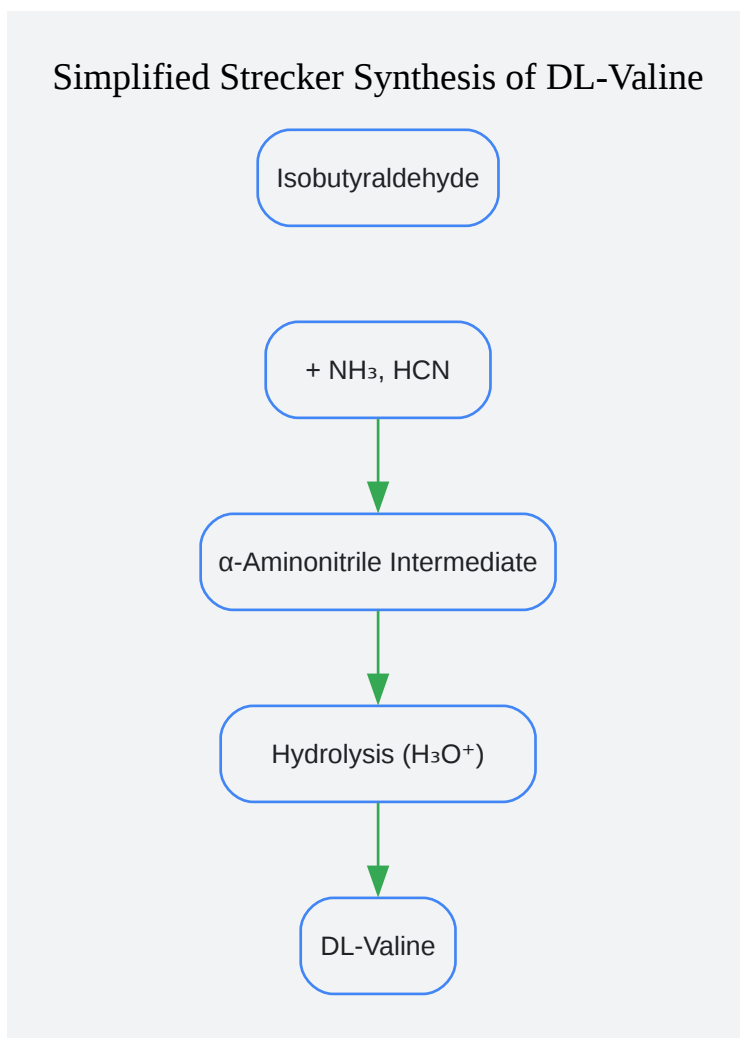 Simplified Strecker Synthesis of DL-Valine
Isobutyraldehyde
+ NH₃, HCN
α-Aminonitrile Intermediate
Hydrolysis (H₃O⁺)
DL-Valine